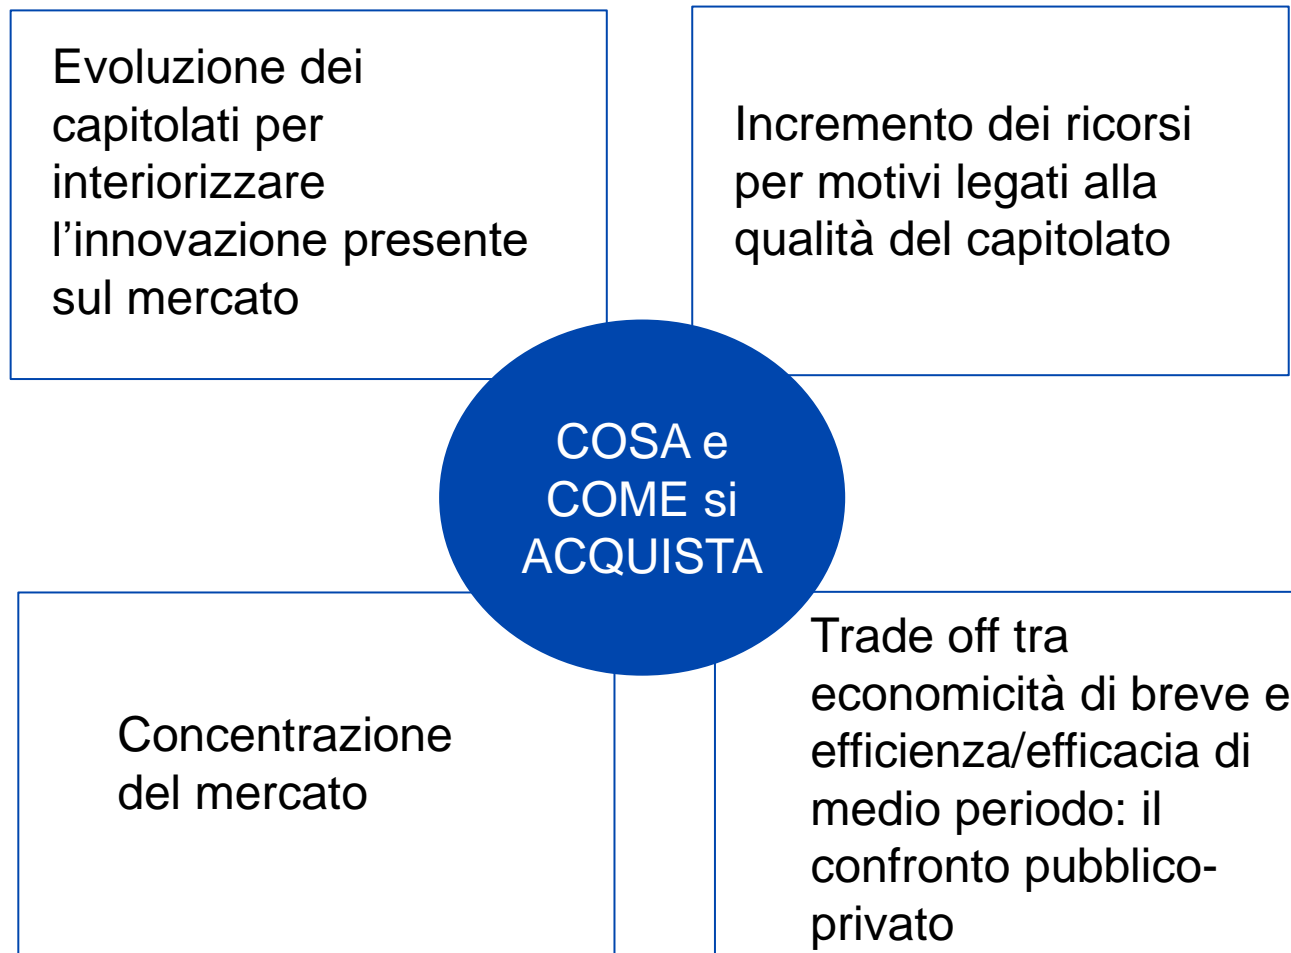 Evoluzione dei
capitolati per
interiorizzare
l’innovazione presente
sul mercato
Incremento dei ricorsi
per motivi legati alla
qualità del capitolato
COSA e
COME si
ACQUISTA
Concentrazione
del mercato
Trade off tra
economicità di breve e
efficienza/efficacia di
medio periodo: il
confronto pubblico-
privato